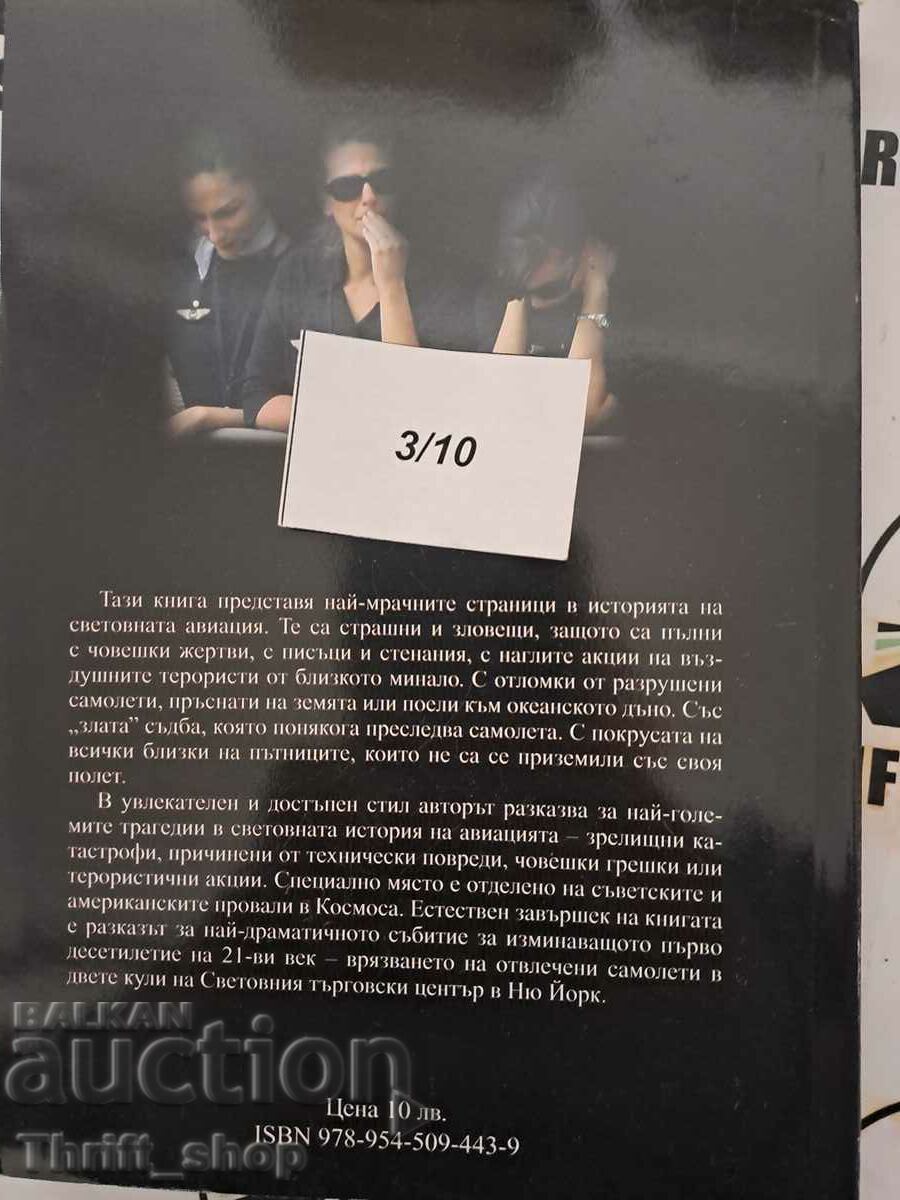 R
3/10
Тази книга представя най-мрачните страници в историята на
световната авиация. Те са страшни и зловещи, защото са пълни
с човешки жертви, с писъци и стенания, с наглите акции на въз-
душните терористи от близкото минало. С отломки от разрушени
самолети, пръснати на земята или поели към океанското дъно. Със
„злата” съдба, която понякога преследва самолета. С покрусата на
всички близки на пътниците, които не са се приземили със своя
полет.
В увлекателен и достъпен стил авторът разказва за най-голе-
мите трагедии в световната история на авиацията – зрелищни ка-
тастрофи, причинени от технически повреди, човешки грешки или
терористични акции. Специално място е отделено на съветските и
американските провали в Космоса. Естествен завършек на книгата
е разказът за най-драматичното събитие за изминаващото първо
десетилетие на 21-ви век – врязването на отвлечени самолети в
двете кули на Световния търговски център в Ню Йорк.
F
BALKAN
auction
Цена 10 лв.
ISBN 978-954-509-443-9
Thrift_shop